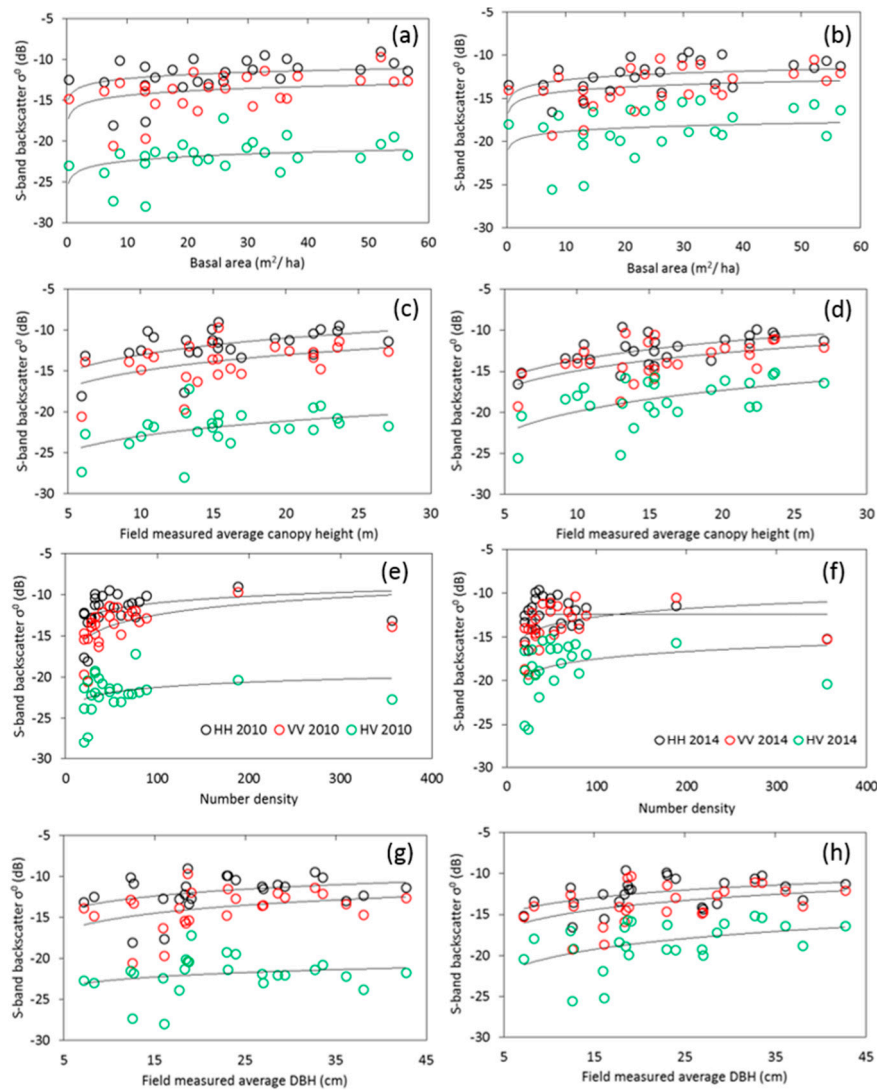 (a)
S-band backscatter σ⁰ (dB)
-5
-10
-15
-20
-25
-30
0 10 20 30 40 50 60
Basal area (m²/ ha)
(b)
S-band backscatter σ⁰ (dB)
-5
-10
-15
-20
-25
-30
0 10 20 30 40 50 60
Basal area (m²/ ha)
(c)
S-band backscatter σ⁰ (dB)
-5
-10
-15
-20
-25
-30
5 10 15 20 25 30
Field measured average canopy height (m)
(d)
S-band backscatter σ⁰ (dB)
-5
-10
-15
-20
-25
-30
5 10 15 20 25 30
Field measured average canopy height (m)
(e)
S-band backscatter σ⁰ (dB)
-5
-10
-15
-20
-25
-30
HH 2010 VV 2010 HV 2010
0 100 200 300 400
Number density
(f)
S-band backscatter σ⁰ (dB)
-5
-10
-15
-20
-25
-30
HH 2014 VV 2014 HV 2014
0 100 200 300 400
Number density
(g)
S-band backscatter σ⁰ (dB)
-5
-10
-15
-20
-25
-30
5 15 25 35 45
Field measured average DBH (cm)
(h)
S-band backscatter σ⁰ (dB)
-5
-10
-15
-20
-25
-30
5 15 25 35 45
Field measured average DBH (cm)